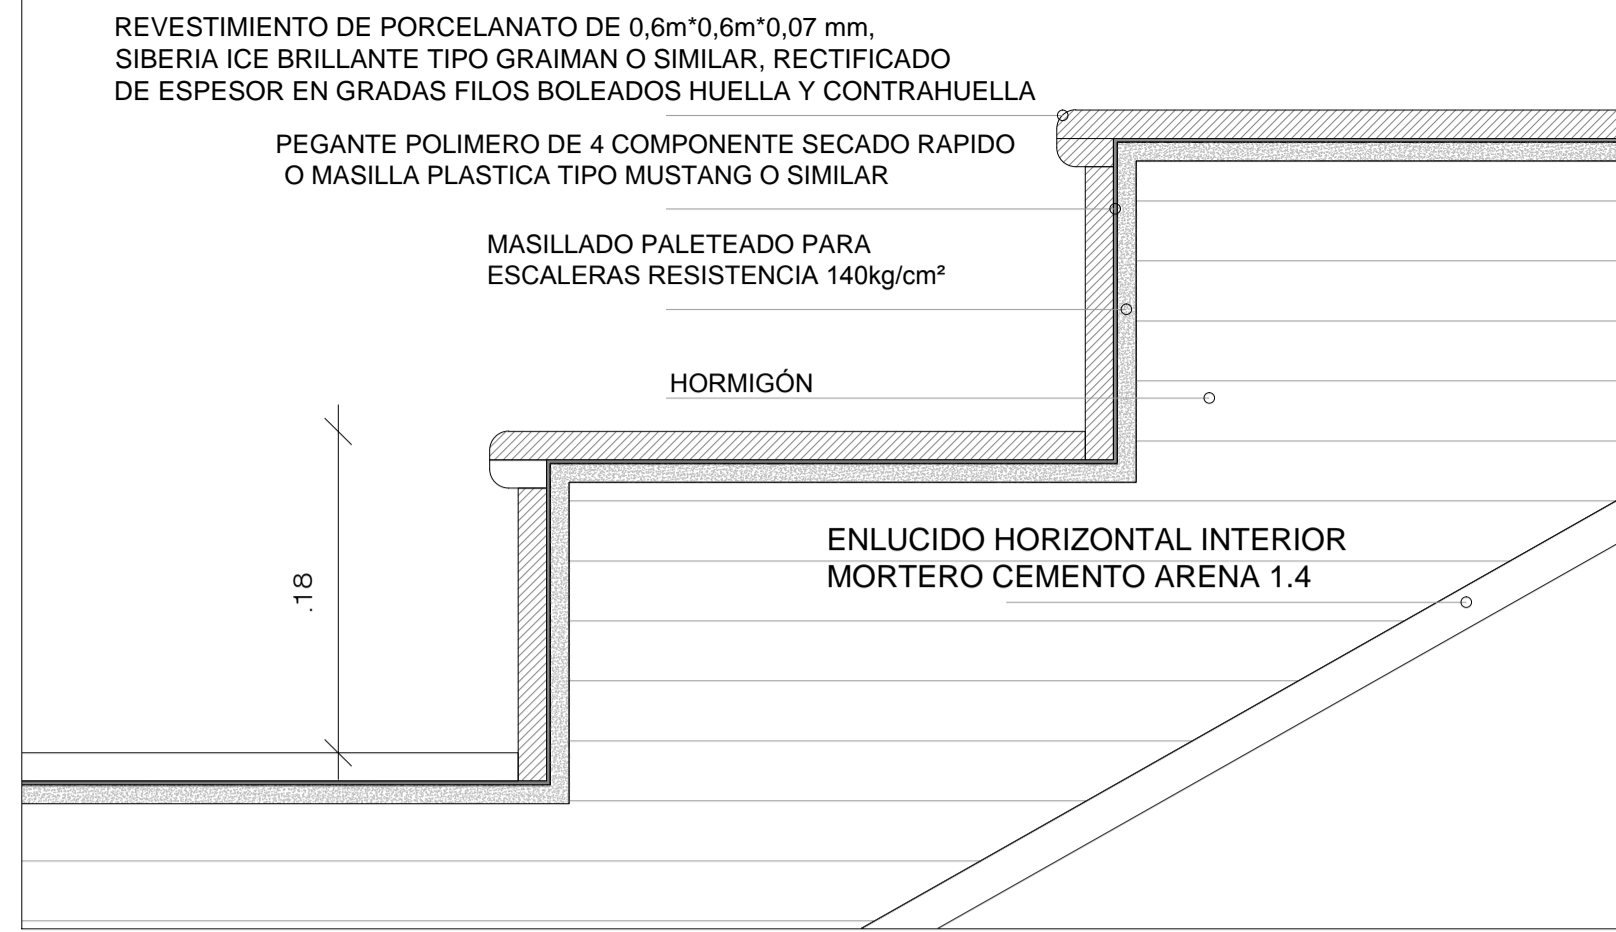 REVESTIMIENTO DE PORCELANATO DE 0,6m*0,6m*0,07 mm,
SIBERIA ICE BRILLANTE TIPO GRAIMAN O SIMILAR, RECTIFICADO
DE ESPESOR EN GRADAS FILOS BOLEADOS HUELLA Y CONTRAHUELLA
PEGANTE POLIMERO DE 4 COMPONENTE SECADO RAPIDO
O MASILLA PLASTICA TIPO MUSTANG O SIMILAR
MASILLADO PALETEADO PARA
ESCALERAS RESISTENCIA 140kg/cm²
HORMIGÓN
ENLUCIDO HORIZONTAL INTERIOR
MORTERO CEMENTO ARENA 1.4
.18